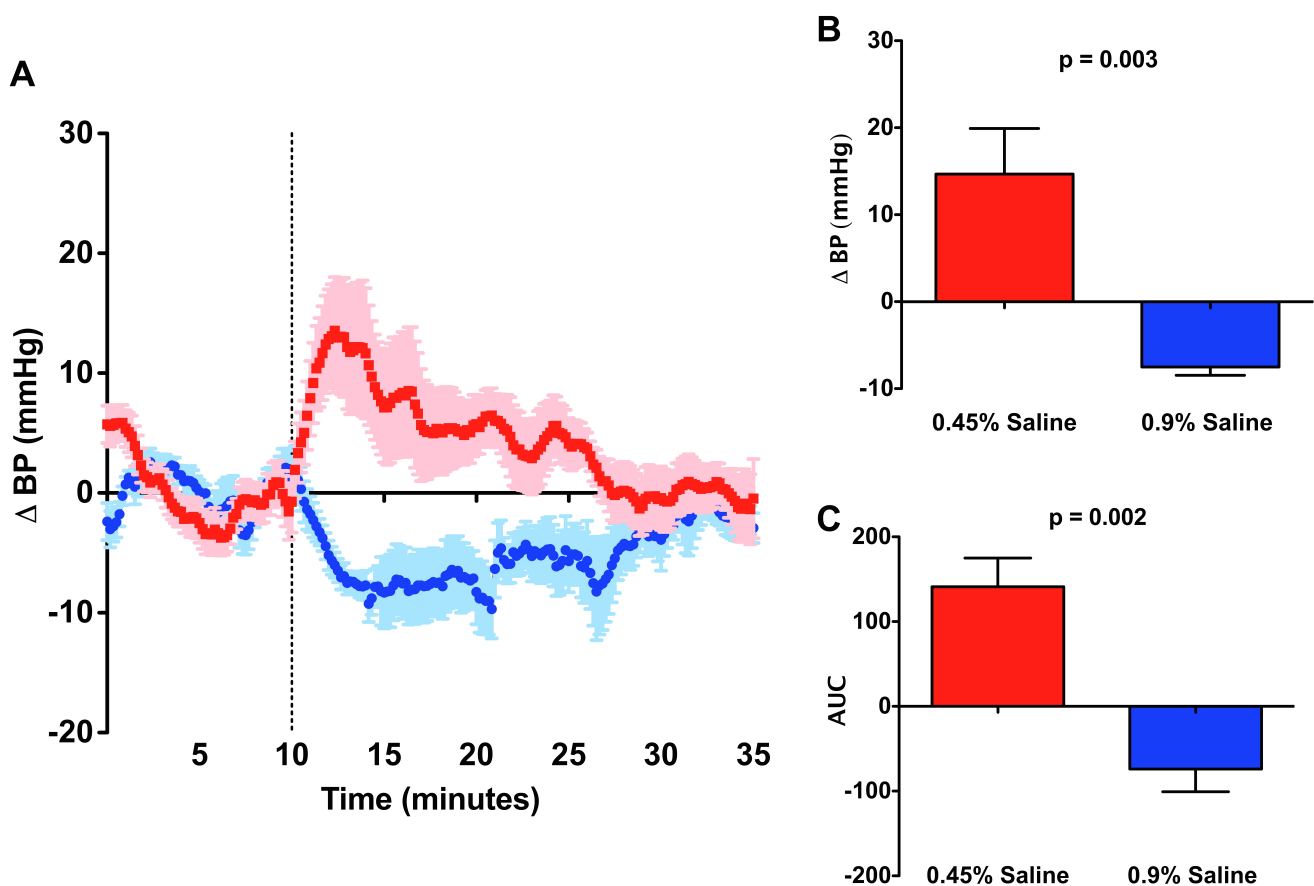 A
Δ BP (mmHg)
30
20
10
0
-10
-20
5 10 15 20 25 30 35
Time (minutes)
B
p = 0.003
Δ BP (mmHg)
30
20
10
0
-10
0.45% Saline 0.9% Saline
C
p = 0.002
AUC
200
100
0
-100
-200
0.45% Saline 0.9% Saline